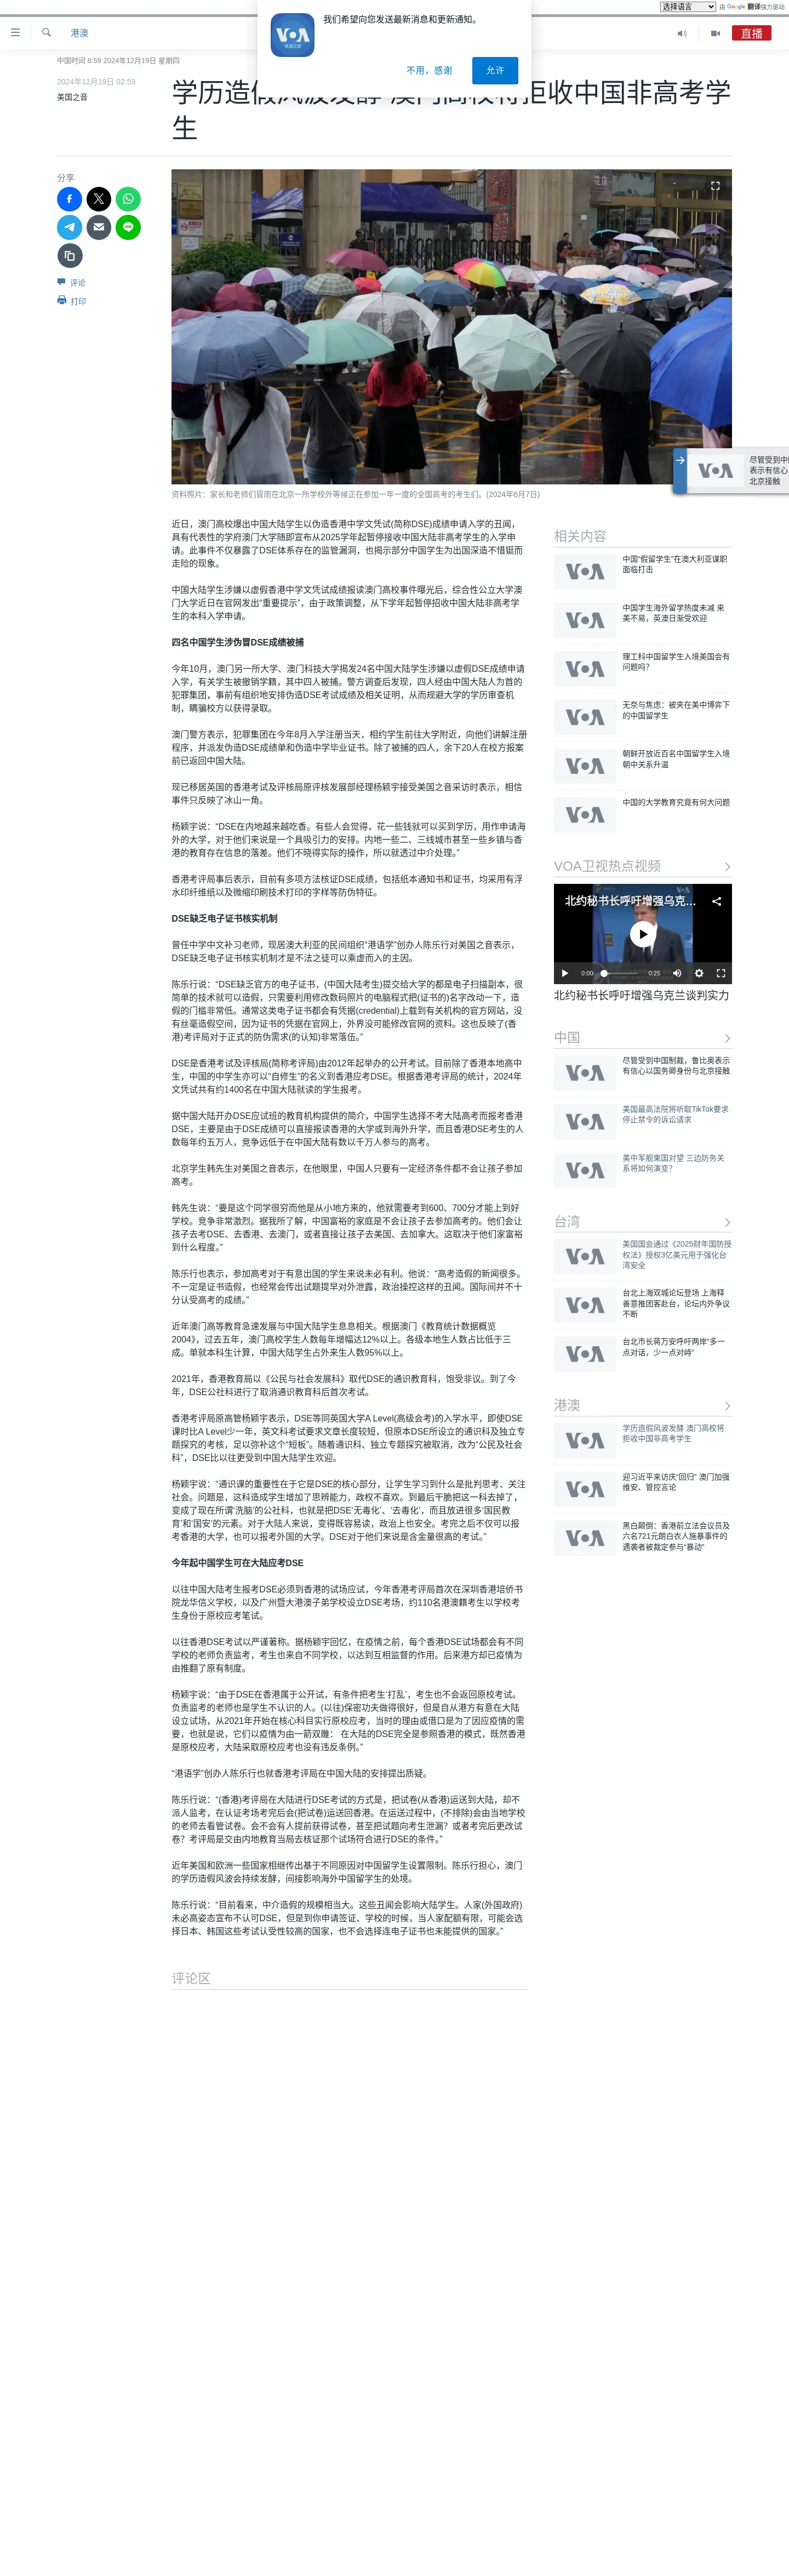 选择语言
由 Google 翻译强力驱动
港澳
直播
VOA
美国之音
我们希望向您发送最新消息和更新通知。
不用，感谢
允许
中国时间 8:59 2024年12月19日 星期四
2024年12月19日 02:59
美国之音
学历造假风波发酵 澳门高校将拒收中国非高考学
生
分享
评论
打印
资料照片：家长和老师们冒雨在北京一所学校外等候正在参加一年一度的全国高考的考生们。(2024年6月7日)
VOA
尽管受到中国
表示有信心
北京接触
近日，澳门高校爆出中国大陆学生以伪造香港中学文凭试(简称DSE)成绩申请入学的丑闻，
具有代表性的学府澳门大学随即宣布从2025学年起暂停接收中国大陆非高考学生的入学申
请。此事件不仅暴露了DSE体系存在的监管漏洞，也揭示部分中国学生为出国深造不惜铤而
走险的现象。
中国大陆学生涉嫌以虚假香港中学文凭试成绩报读澳门高校事件曝光后，综合性公立大学澳
门大学近日在官网发出“重要提示”，由于政策调整，从下学年起暂停招收中国大陆非高考学
生的本科入学申请。
四名中国学生涉伪冒DSE成绩被捕
今年10月，澳门另一所大学、澳门科技大学揭发24名中国大陆学生涉嫌以虚假DSE成绩申请
入学，有关学生被撤销学籍，其中四人被捕。警方调查后发现，四人经由中国大陆人为首的
犯罪集团，事前有组织地安排伪造DSE考试成绩及相关证明，从而规避大学的学历审查机
制，瞒骗校方以获得录取。
澳门警方表示，犯罪集团在今年8月入学注册当天，相约学生前往大学附近，向他们讲解注册
程序，并派发伪造DSE成绩单和伪造中学毕业证书。除了被捕的四人，余下20人在校方报案
前已返回中国大陆。
现已移居英国的香港考试及评核局原评核发展部经理杨颖宇接受美国之音采访时表示，相信
事件只反映了冰山一角。
杨颖宇说：“DSE在内地越来越吃香。有些人会觉得，花一些钱就可以买到学历，用作申请海
外的大学，对于他们来说是一个具吸引力的安排。内地一些二、三线城市甚至一些乡镇与香
港的教育存在信息的落差。他们不晓得实际的操作，所以就透过中介处理。”
香港考评局事后表示，目前有多项方法核证DSE成绩，包括纸本通知书和证书，均采用有浮
水印纤维纸以及微缩印刷技术打印的字样等防伪特征。
DSE缺乏电子证书核实机制
曾任中学中文补习老师，现居澳大利亚的民间组织“港语学”创办人陈乐行对美国之音表示，
DSE缺乏电子证书核实机制才是不法之徒可以乘虚而入的主因。
陈乐行说：“DSE缺乏官方的电子证书，(中国大陆考生)提交给大学的都是电子扫描副本，很
简单的技术就可以造假，只需要利用修改数码照片的电脑程式把(证书的)名字改动一下，造
假的门槛非常低。通常这类电子证书都会有凭据(credential)上载到有关机构的官方网站，没
有丝毫造假空间，因为证书的凭据在官网上，外界没可能修改官网的资料。这也反映了(香
港)考评局对于正式的防伪需求(的认知)非常落伍。”
DSE是香港考试及评核局(简称考评局)由2012年起举办的公开考试。目前除了香港本地高中
生，中国的中学生亦可以“自修生”的名义到香港应考DSE。根据香港考评局的统计，2024年
文凭试共有约1400名在中国大陆就读的学生报考。
据中国大陆开办DSE应试班的教育机构提供的简介，中国学生选择不考大陆高考而报考香港
DSE，主要是由于DSE成绩可以直接报读香港的大学或到海外升学，而且香港DSE考生的人
数每年约五万人，竞争远低于在中国大陆有数以千万人参与的高考。
北京学生韩先生对美国之音表示，在他眼里，中国人只要有一定经济条件都不会让孩子参加
高考。
韩先生说：“要是这个同学很穷而他是从小地方来的，他就需要考到600、700分才能上到好
学校。竞争非常激烈。据我所了解，中国富裕的家庭是不会让孩子去参加高考的。他们会让
孩子去考DSE、去香港、去澳门，或者直接让孩子去美国、去加拿大。这取决于他们家富裕
到什么程度。”
陈乐行也表示，参加高考对于有意出国的学生来说未必有利。他说：“高考造假的新闻很多。
不一定是证书造假，也经常会传出试题提早对外泄露，政治操控这样的丑闻。国际间并不十
分认受高考的成绩。”
近年澳门高等教育急速发展与中国大陆学生息息相关。根据澳门《教育统计数据概览
2004》，过去五年，澳门高校学生人数每年增幅达12%以上。各级本地生人数占比低于三
成。单就本科生计算，中国大陆学生占外来生人数95%以上。
2021年，香港教育局以《公民与社会发展科》取代DSE的通识教育科，饱受非议。到了今
年，DSE公社科进行了取消通识教育科后首次考试。
香港考评局原高管杨颖宇表示，DSE等同英国大学A Level(高级会考)的入学水平，即使DSE
课时比A Level少一年，英文科考试要求文章长度较短，但原本DSE所设立的通识科及独立专
题探究的考核，足以弥补这个“短板”。随着通识科、独立专题探究被取消，改为“公民及社会
科”，DSE比以往更受到中国大陆学生欢迎。
杨颖宇说：“通识课的重要性在于它是DSE的核心部分，让学生学习到什么是批判思考、关注
社会。问题是，这科造成学生增加了思辨能力，政权不喜欢。到最后干脆把这一科去掉了，
变成了现在所谓‘洗脑’的公社科，也就是把DSE‘无毒化’、‘去毒化’，而且放进很多‘国民教
育’和‘国安’的元素。对于大陆人来说，变得既容易读，政治上也安全。考完之后不仅可以报
考香港的大学，也可以报考外国的大学。DSE对于他们来说是含金量很高的考试。”
今年起中国学生可在大陆应考DSE
以往中国大陆考生报考DSE必须到香港的试场应试，今年香港考评局首次在深圳香港培侨书
院龙华信义学校，以及广州暨大港澳子弟学校设立DSE考场，约110名港澳籍考生以学校考
生身份于原校应考笔试。
以往香港DSE考试以严谨著称。据杨颖宇回忆，在疫情之前，每个香港DSE试场都会有不同
学校的老师负责监考，考生也来自不同学校，以达到互相监督的作用。后来港方却已疫情为
由推翻了原有制度。
杨颖宇说：“由于DSE在香港属于公开试，有条件把考生‘打乱’，考生也不会返回原校考试。
负责监考的老师也是学生不认识的人。(以往)保密功夫做得很好，但是自从港方有意在大陆
设立试场，从2021年开始在核心科目实行原校应考，当时的理由或借口是为了因应疫情的需
要，也就是说，它们以疫情为由一箭双雕： 在大陆的DSE完全是参照香港的模式，既然香港
是原校应考，大陆采取原校应考也没有违反条例。”
“港语学”创办人陈乐行也就香港考评局在中国大陆的安排提出质疑。
陈乐行说：“(香港)考评局在大陆进行DSE考试的方式是，把试卷(从香港)运送到大陆，却不
派人监考，在认证考场考完后会(把试卷)运送回香港。在运送过程中，(不排除)会由当地学校
的老师去看管试卷。会不会有人提前获得试卷，甚至把试题向考生泄漏？或者考完后更改试
卷？考评局是交由内地教育当局去核证那个试场符合进行DSE的条件。”
近年美国和欧洲一些国家相继传出基于不同原因对中国留学生设置限制。陈乐行担心，澳门
的学历造假风波会持续发酵，间接影响海外中国留学生的处境。
陈乐行说：“目前看来，中介造假的规模相当大。这些丑闻会影响大陆学生。人家(外国政府)
未必高姿态宣布不认可DSE，但是到你申请签证、学校的时候，当人家配额有限，可能会选
择日本、韩国这些考试认受性较高的国家，也不会选择连电子证书也未能提供的国家。”
评论区
相关内容
中国“假留学生”在澳大利亚谋职
面临打击
中国学生海外留学热度未减 来
美不易，英澳日渐受欢迎
理工科中国留学生入境美国会有
问题吗？
无奈与焦虑：被夹在美中博弈下
的中国留学生
朝鲜开放近百名中国留学生入境
朝中关系升温
中国的大学教育究竟有何大问题
VOA卫视热点视频
北约秘书长呼吁增强乌克...
0:00
0:25
北约秘书长呼吁增强乌克兰谈判实力
中国
尽管受到中国制裁，鲁比奥表示
有信心以国务卿身份与北京接触
美国最高法院将听取TikTok要求
停止禁令的诉讼请求
美中军舰柬国对望 三边防务关
系将如何演变？
台湾
美国国会通过《2025财年国防授
权法》授权3亿美元用于强化台
湾安全
台北上海双城论坛登场 上海释
善意推团客赴台，论坛内外争议
不断
台北市长蒋万安呼吁两岸“多一
点对话，少一点对峙”
港澳
学历造假风波发酵 澳门高校将
拒收中国非高考学生
迎习近平来访庆“回归” 澳门加强
维安、管控言论
黑白颠倒：香港前立法会议员及
六名721元朗白衣人施暴事件的
遇袭者被裁定参与“暴动”